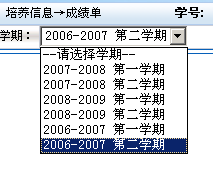 培养信息→成绩单 学号:
学期: 2006-2007 第二学期
--请选择学期--
2007-2008 第一学期
2007-2008 第二学期
2008-2009 第一学期
2008-2009 第二学期
2006-2007 第一学期
2006-2007 第二学期